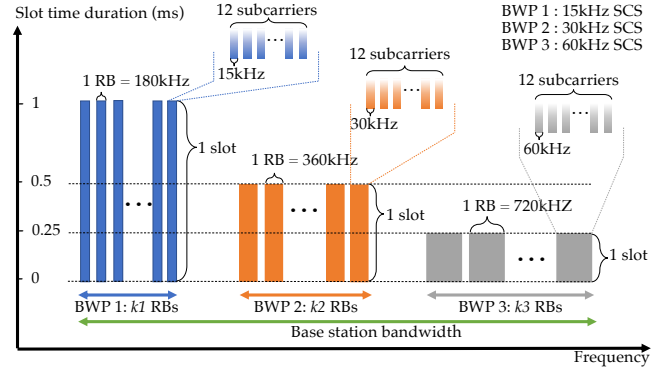 Slot time duration (ms)
12 subcarriers
BWP 1 : 15kHz SCS
BWP 2 : 30kHz SCS
BWP 3 : 60kHz SCS
...
12 subcarriers
15kHz
1 RB = 180kHz
...
12 subcarriers
...
1
30kHz
60kHz
1 slot
1 RB = 360kHz
0.5
1 RB = 720kHZ
...
...
1 slot
0.25
...
1 slot
0
BWP 1: k1 RBs
BWP 2: k2 RBs
BWP 3: k3 RBs
Base station bandwidth
Frequency